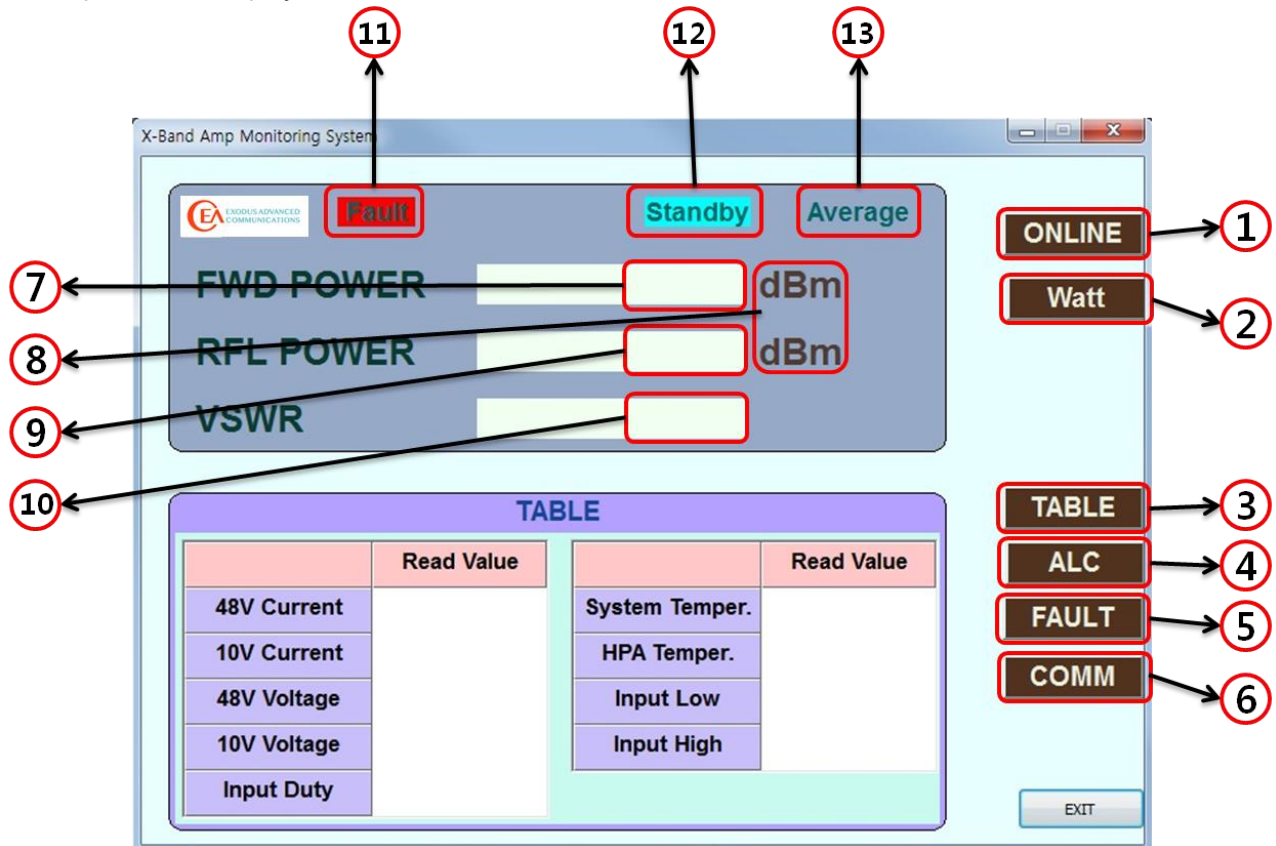 11 12 13
X-Band Amp Monitoring System
EXODUS ADVANCED
COMMUNICATIONS
Fault Standby Average
ONLINE 1
7 FWD POWER dBm Watt 2
8 RFL POWER dBm
9 VSWR
10 TABLE
TABLE 3
Read Value Read Value ALC 4
48V Current System Temper. FAULT 5
10V Current HPA Temper. COMM 6
48V Voltage Input Low
10V Voltage Input High
Input Duty
EXIT